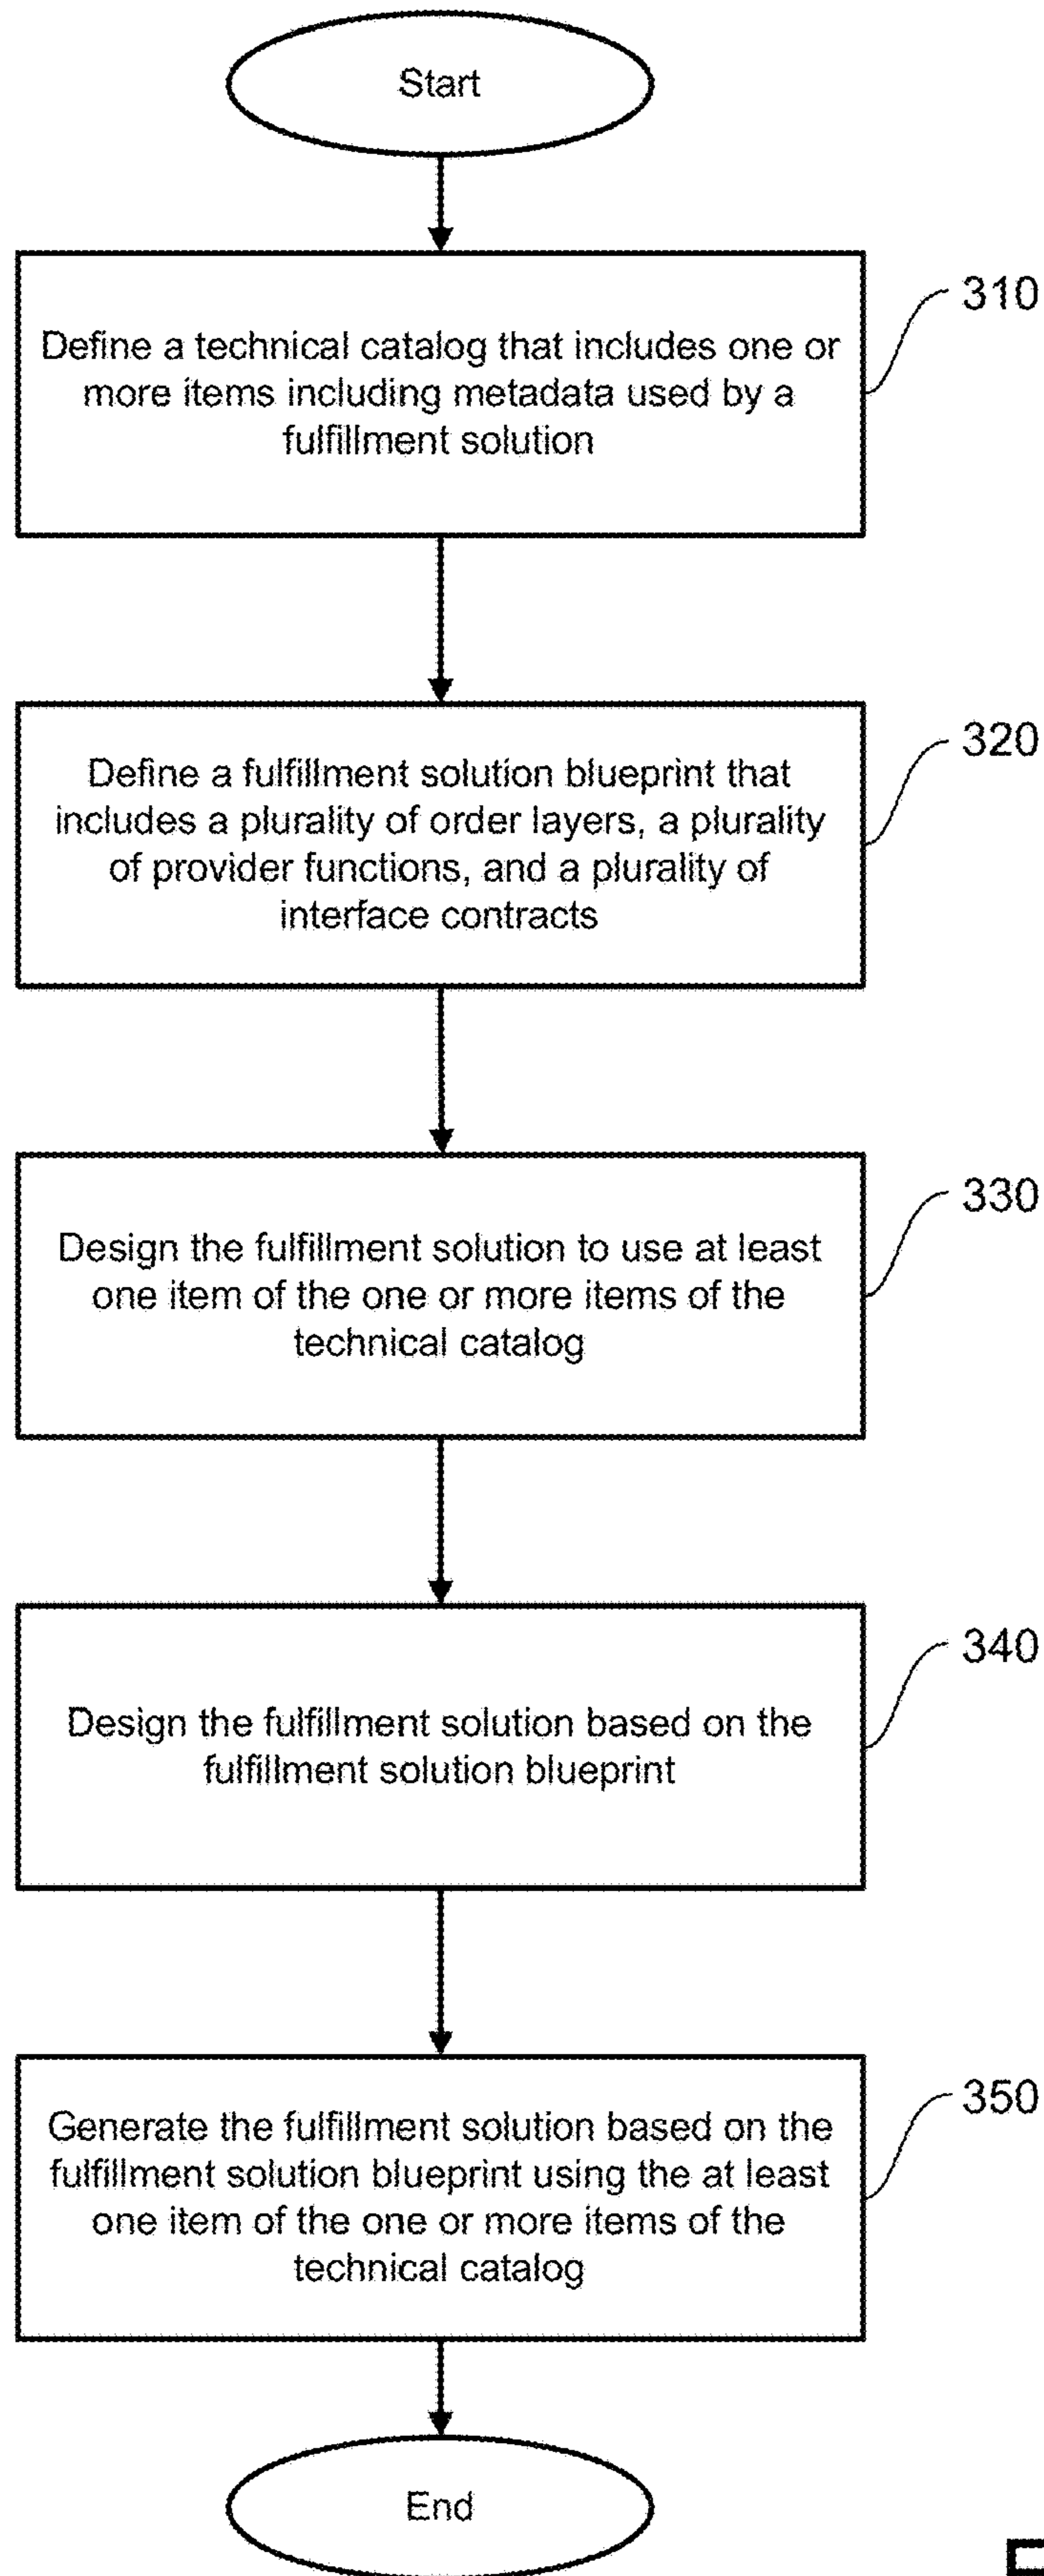 Start
310
Define a technical catalog that includes one or
more items including metadata used by a
fulfillment solution
320
Define a fulfillment solution blueprint that
includes a plurality of order layers, a plurality
of provider functions, and a plurality of
interface contracts
330
Design the fulfillment solution to use at least
one item of the one or more items of the
technical catalog
340
Design the fulfillment solution based on the
fulfillment solution blueprint
350
Generate the fulfillment solution based on the
fulfillment solution blueprint using the at least
one item of the one or more items of the
technical catalog
End